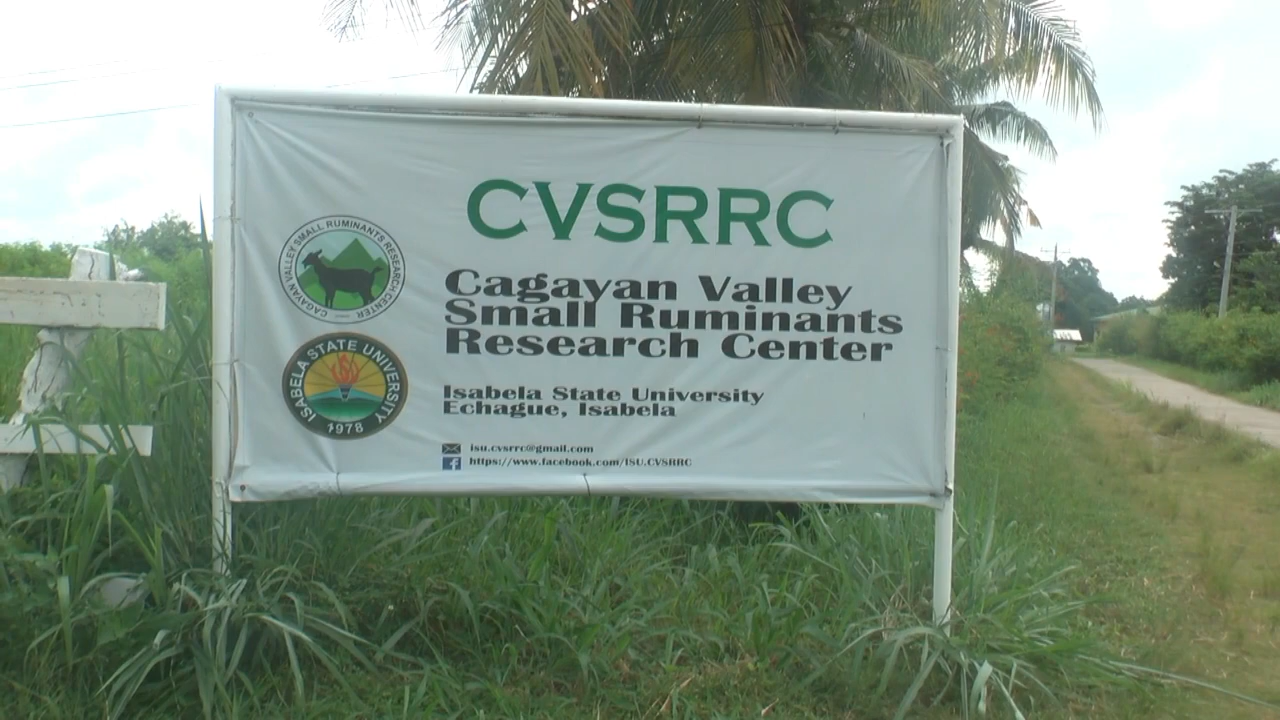 CVSRRC
CAGAYAN VALLEY SMALL RUMINANTS RESEARCH CENTER
Cagayan Valley
Small Ruminants
Research Center
ISABELA STATE UNIVERSITY
1978
Isabela State University
Echague, Isabela
isu.cvsrrc@gmail.com
f https://www.facebook.com/ISU.CVSRRC